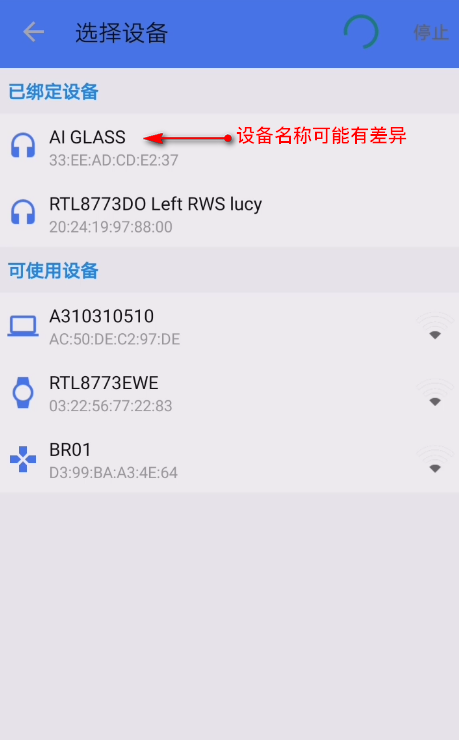 选择设备
停止
已绑定设备
AI GLASS
设备名称可能有差异
33:EE:AD:CD:E2:37
RTL8773DO Left RWS lucy
20:24:19:97:88:00
可使用设备
A310310510
AC:50:DE:C2:97:DE
RTL8773EWE
03:22:56:77:22:83
BR01
D3:99:BA:A3:4E:64